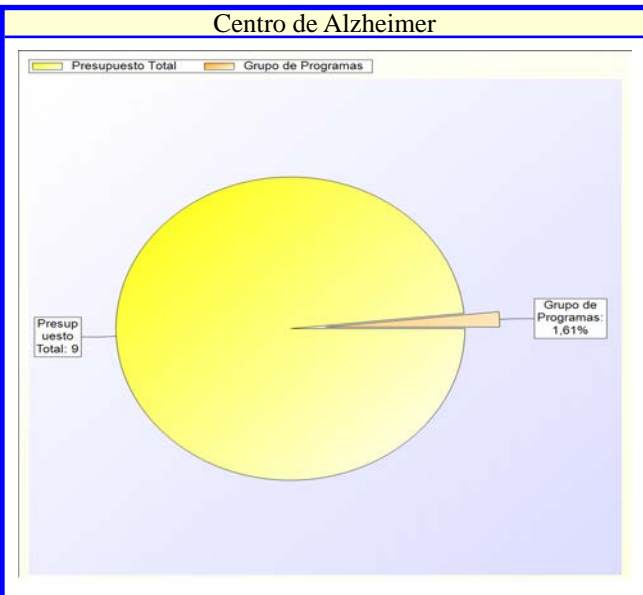 Centro de Alzheimer
Presupuesto Total Grupo de Programas
Grupo de
Programas:
1,61%
Presup
uesto
Total: 9